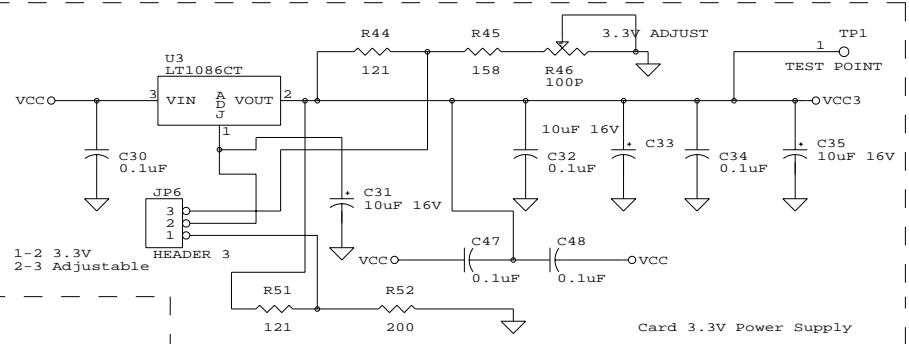 R44
R45
3.3V ADJUST
TP1
1
TEST POINT
U3
LT1086CT
121
158
R46
100P
VCC
3
VIN
ADJ
VOUT
2
VCC3
1
C30
0.1uF
10uF 16V
C32
0.1uF
C33
C34
0.1uF
C35
10uF 16V
C31
10uF 16V
JP6
3
2
1
HEADER 3
1-2 3.3V
2-3 Adjustable
VCC
C47
0.1uF
C48
0.1uF
VCC
R51
121
R52
200
Card 3.3V Power Supply